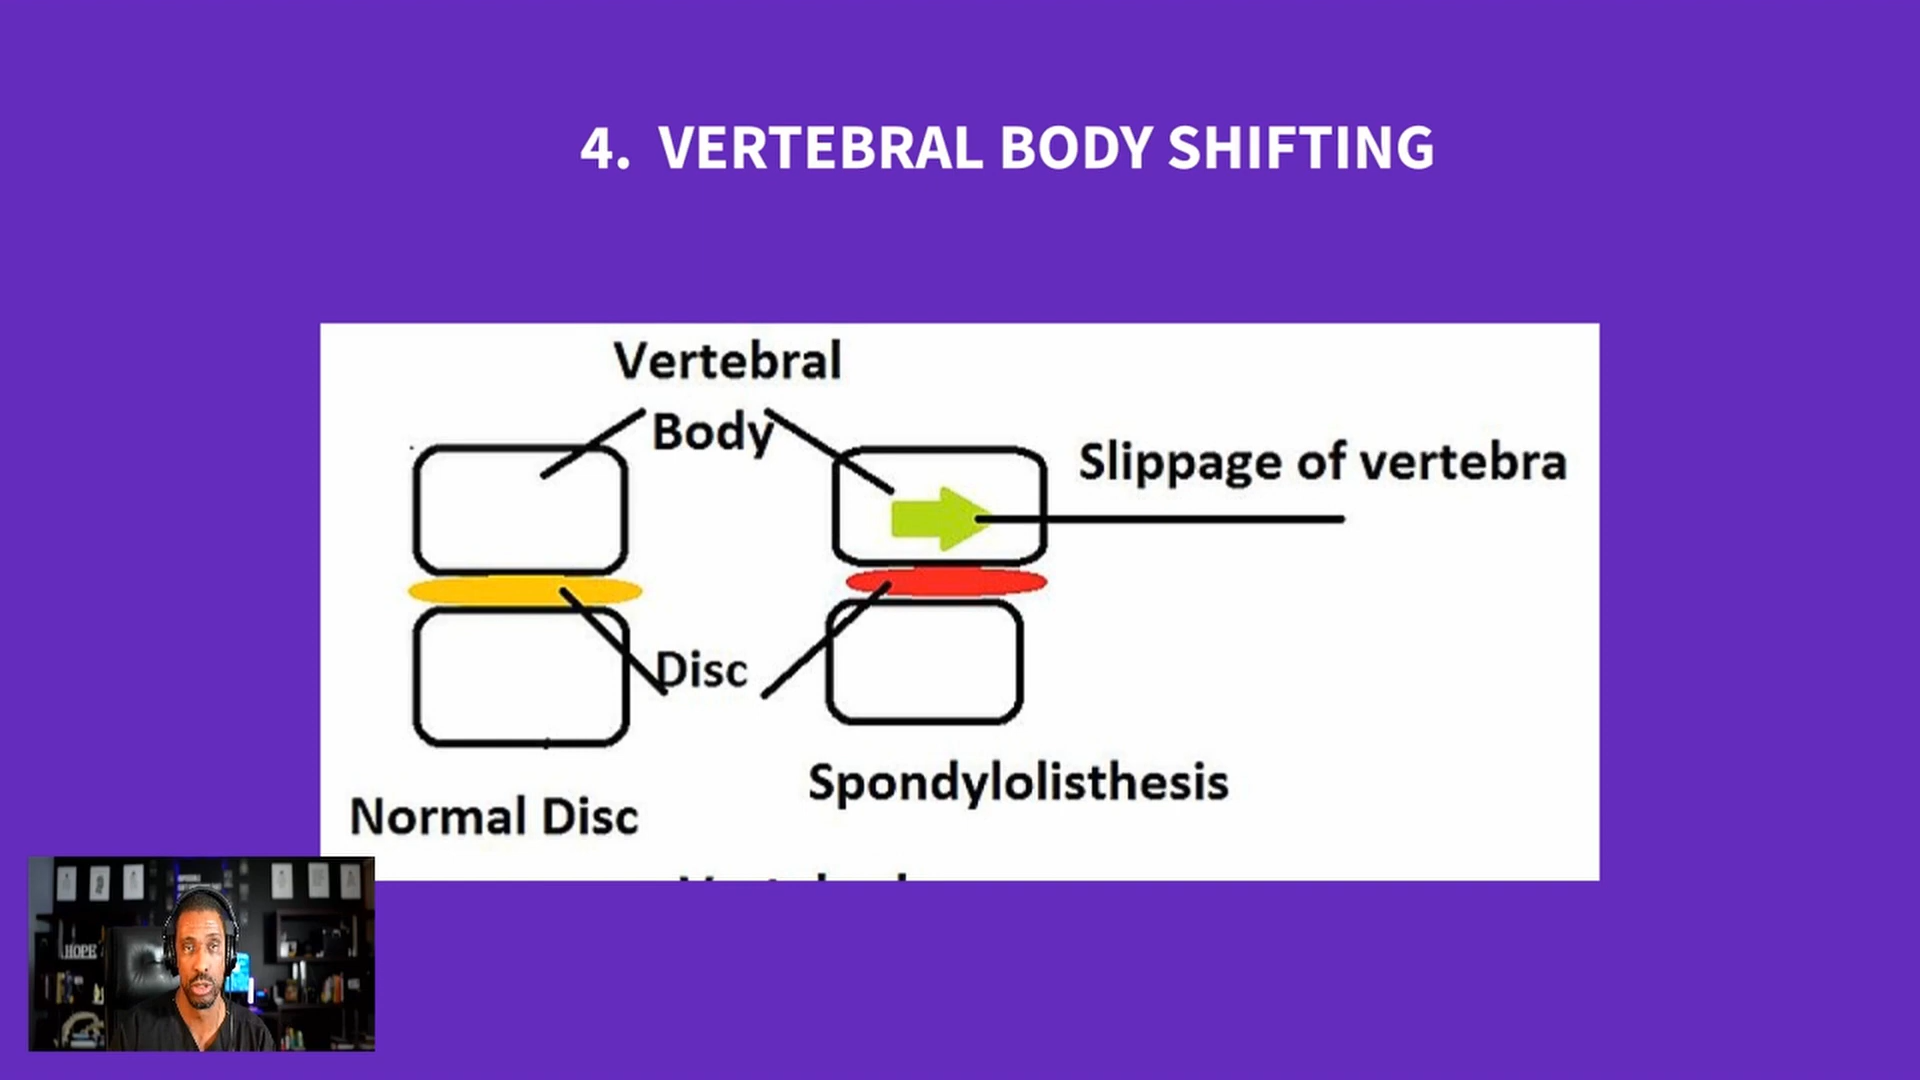 4. VERTEBRAL BODY SHIFTING
Vertebral
Body
Slippage of vertebra
Disc
Spondylolisthesis
Normal Disc
HOPE